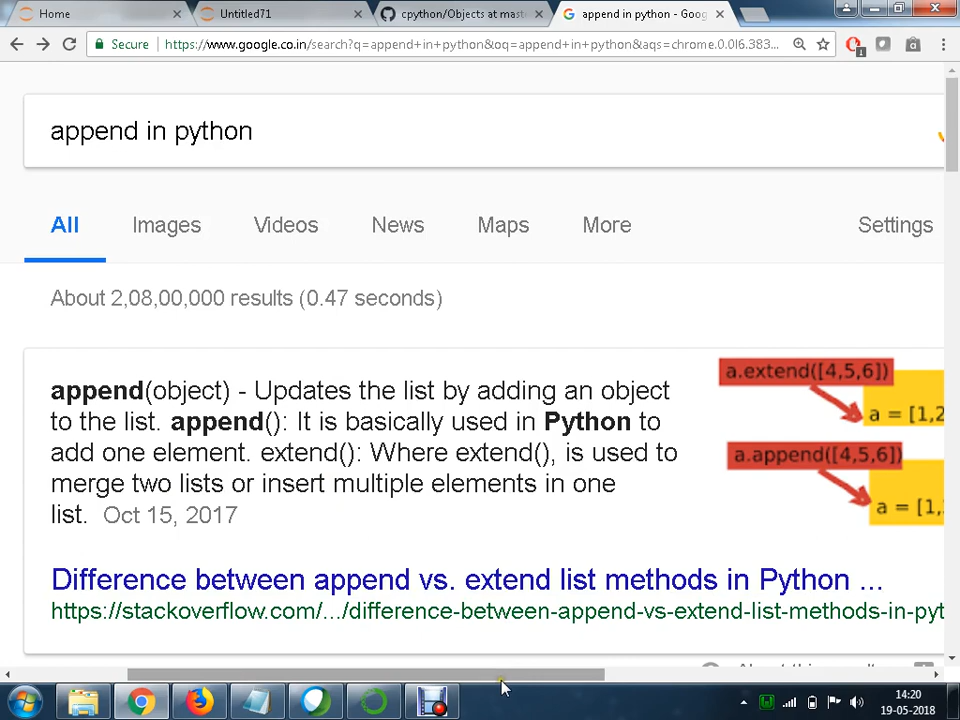 Home
Untitled71
cpython/Objects at mast
append in python - Goog
Secure
https://www.google.co.in/search?q=append+in+python&oq=append+in+python&aqs=chrome.0.0l6.383...
append in python
All
Images
Videos
News
Maps
More
Settings
About 2,08,00,000 results (0.47 seconds)
append(object) - Updates the list by adding an object
to the list. append(): It is basically used in Python to
add one element. extend(): Where extend(), is used to
merge two lists or insert multiple elements in one
list. Oct 15, 2017
a.extend([4,5,6])
a = [1,2
a.append([4,5,6])
a = [1,
Difference between append vs. extend list methods in Python ...
https://stackoverflow.com/.../difference-between-append-vs-extend-list-methods-in-pyt
14:20
19-05-2018